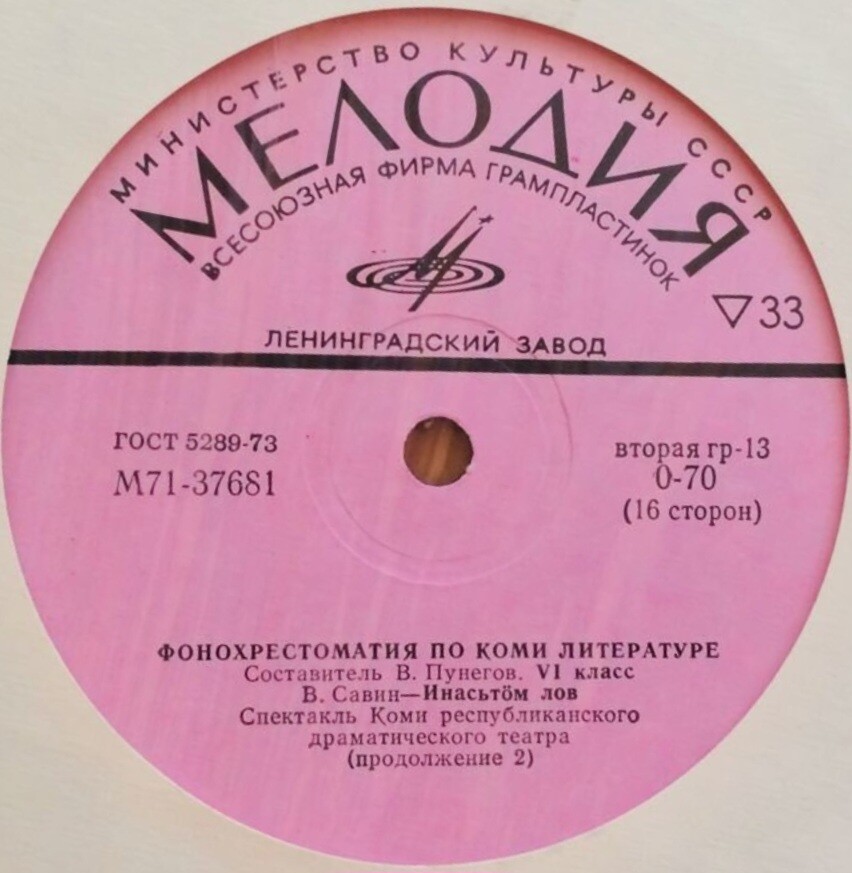 МИНИСТЕРСТВО КУЛЬТУРЫ СССР
МЕЛОДИЯ
ВСЕСОЮЗНАЯ ФИРМА ГРАМПЛАСТИНОК
▽33
ЛЕНИНГРАДСКИЙ ЗАВОД
ГОСТ 5289-73
М71-37681
вторая гр-13
0-70
(16 сторон)
ФОНОХРЕСТОМАТИЯ ПО КОМИ ЛИТЕРАТУРЕ
Составитель В. Пунегов. VI класс
В. Савин—Инасьтӧм лов
Спектакль Коми республиканского
драматического театра
(продолжение 2)